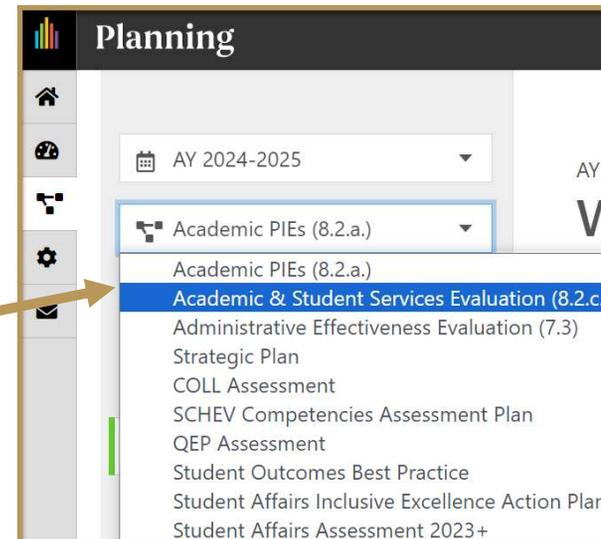 Planning
AY 2024-2025
AY
Academic PIEs (8.2.a.)
Academic PIEs (8.2.a.)
Academic & Student Services Evaluation (8.2.c.
Administrative Effectiveness Evaluation (7.3)
Strategic Plan
COLL Assessment
SCHEV Competencies Assessment Plan
QEP Assessment
Student Outcomes Best Practice
Student Affairs Inclusive Excellence Action Plan
Student Affairs Assessment 2023+